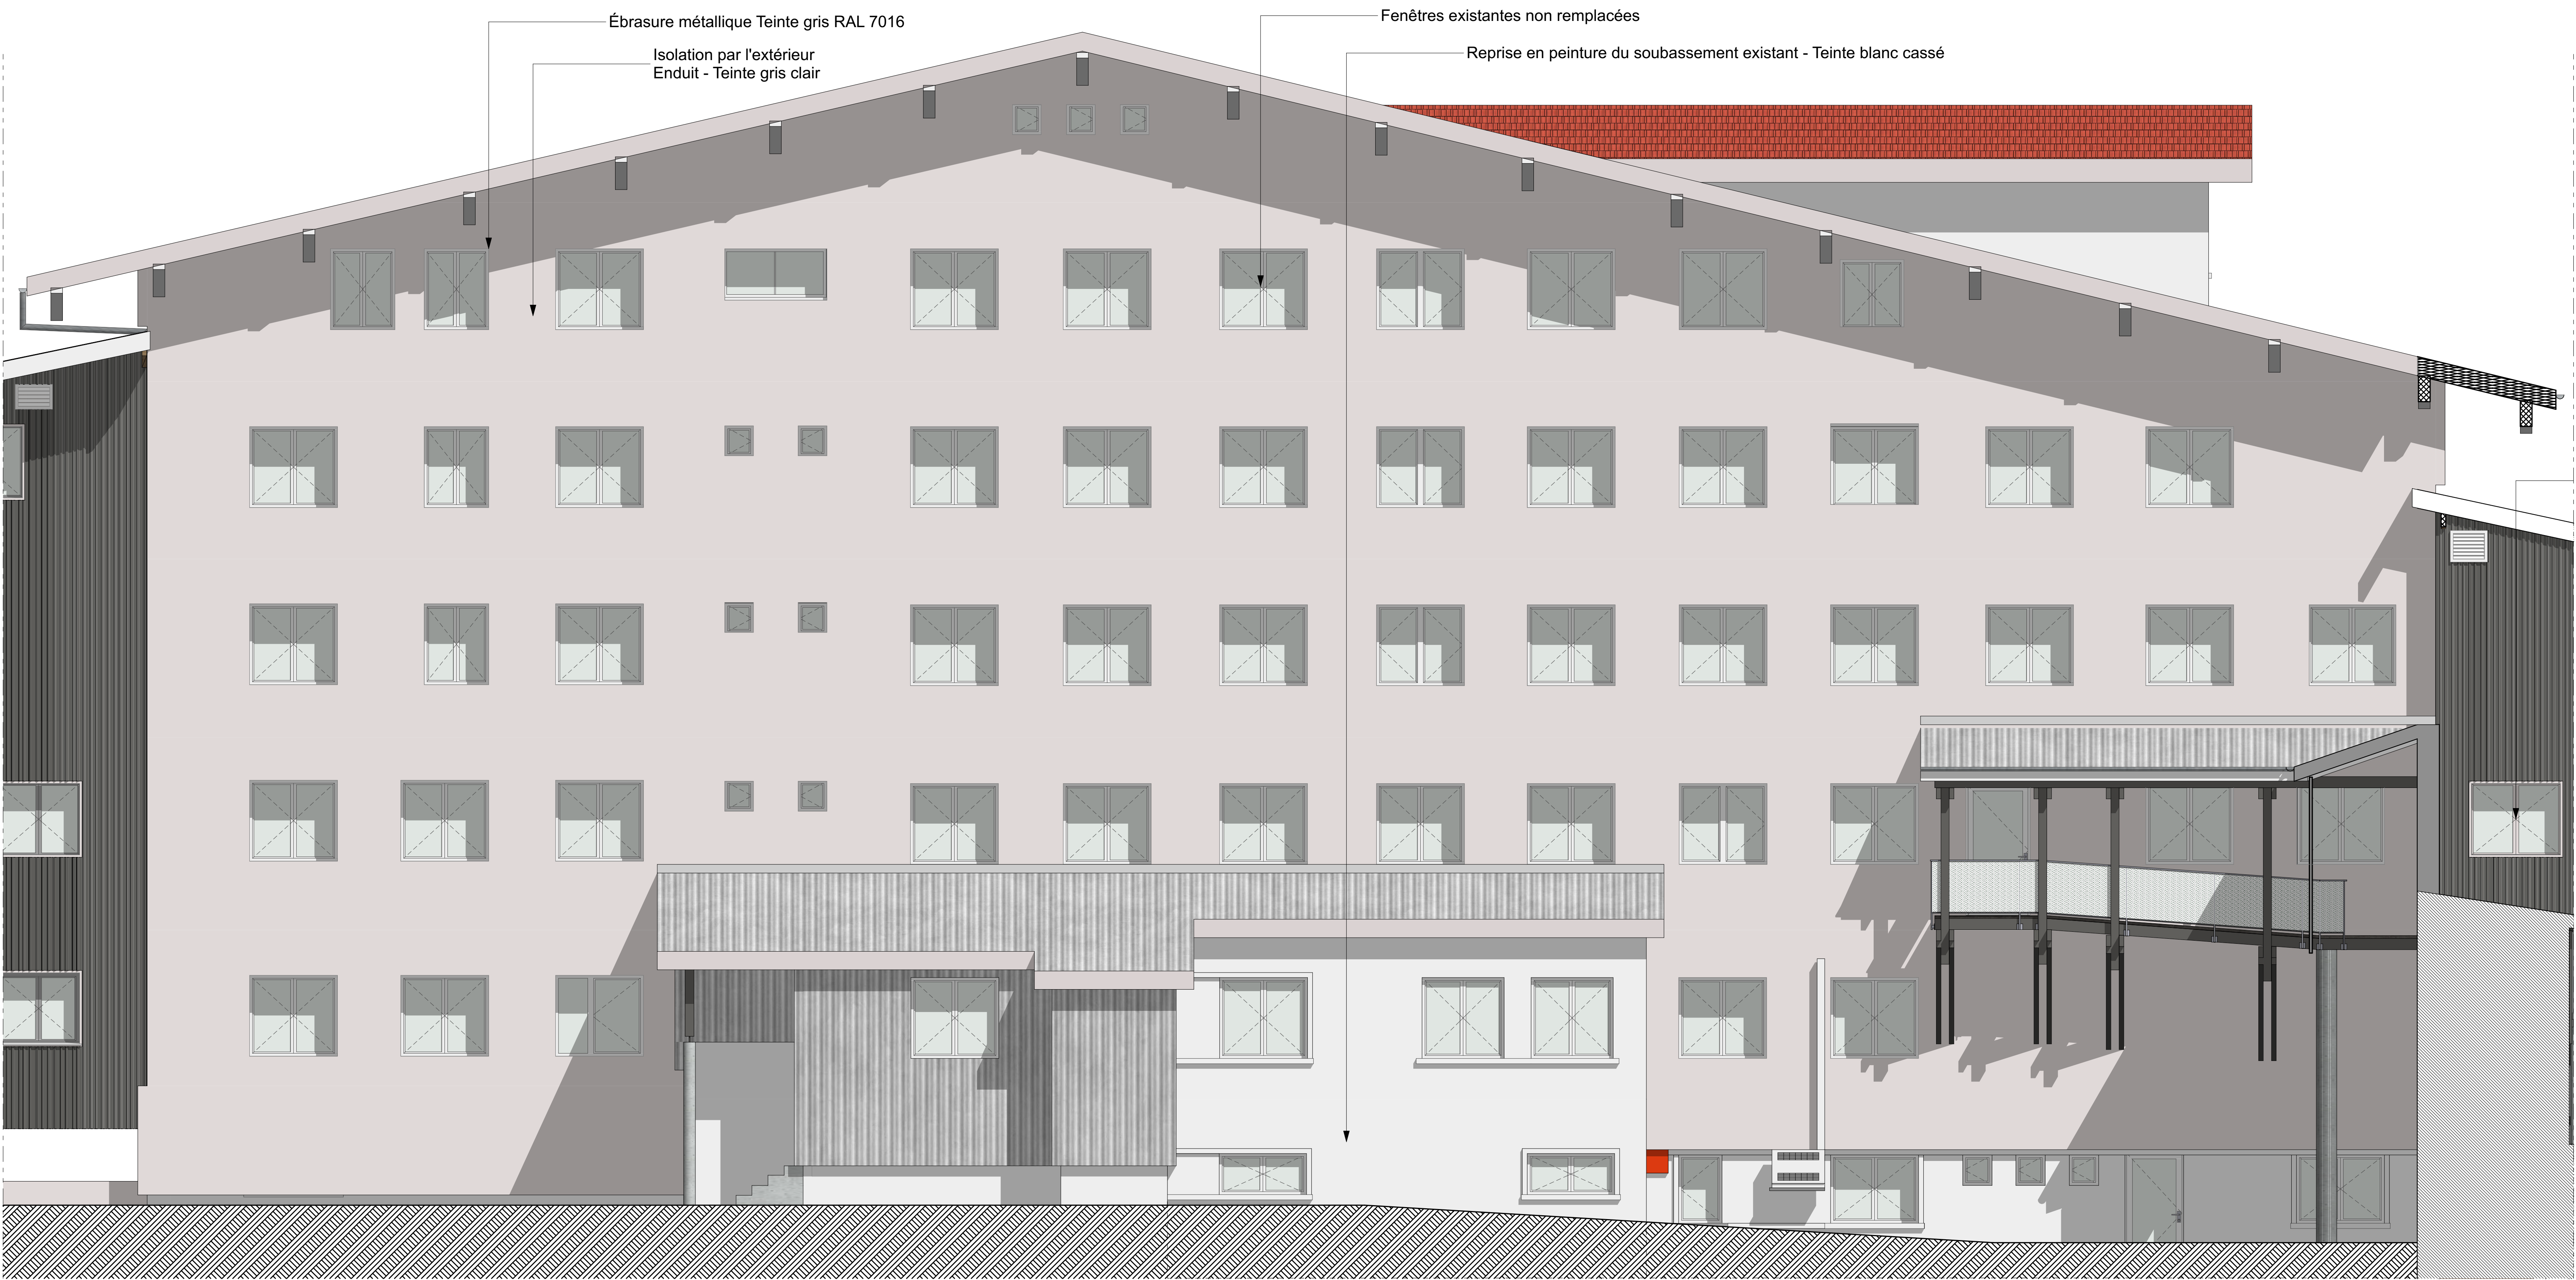 Ébrasure métallique Teinte gris RAL 7016
Isolation par l'extérieur
Enduit - Teinte gris clair
Fenêtres existantes non remplacées
Reprise en peinture du soubassement existant - Teinte blanc cassé